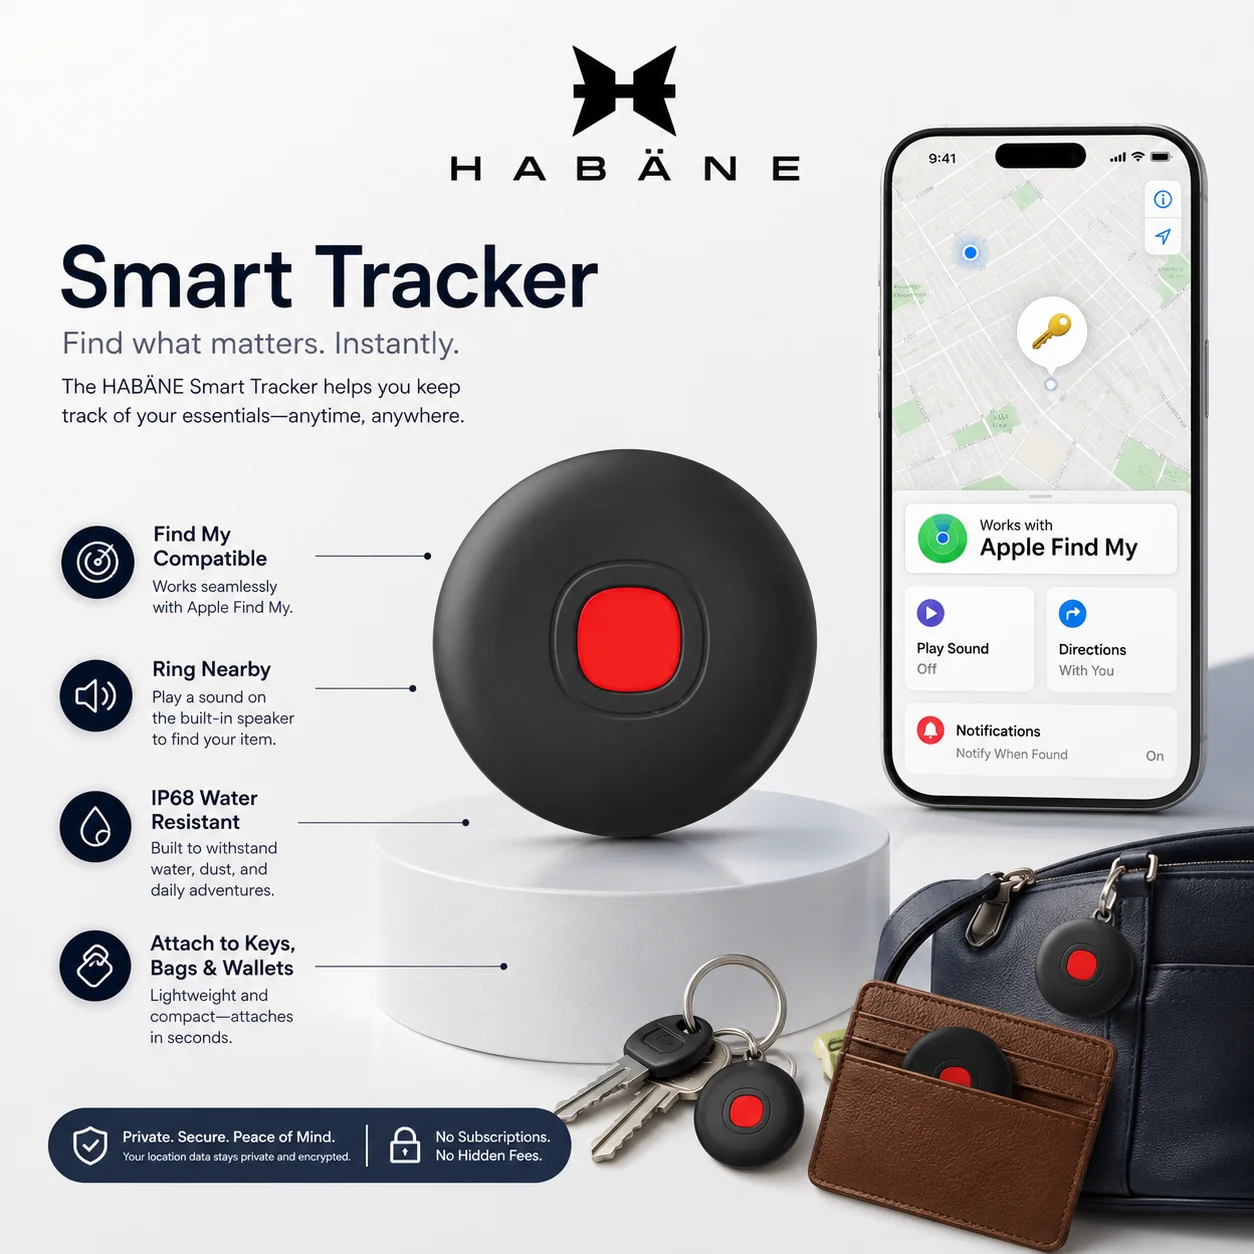 HABÄNE
Smart Tracker
Find what matters. Instantly.
The HABÄNE Smart Tracker helps you keep
track of your essentials—anytime, anywhere.
Find My
Compatible
Works seamlessly
with Apple Find My.
Ring Nearby
Play a sound on
the built-in speaker
to find your item.
IP68 Water
Resistant
Built to withstand
water, dust, and
daily adventures.
Attach to Keys,
Bags & Wallets
Lightweight and
compact—attaches
in seconds.
Private. Secure. Peace of Mind.
Your location data stays private and encrypted.
No Subscriptions.
No Hidden Fees.
9:41
Works with
Apple Find My
Play Sound
Off
Directions
With You
Notifications
Notify When Found
On